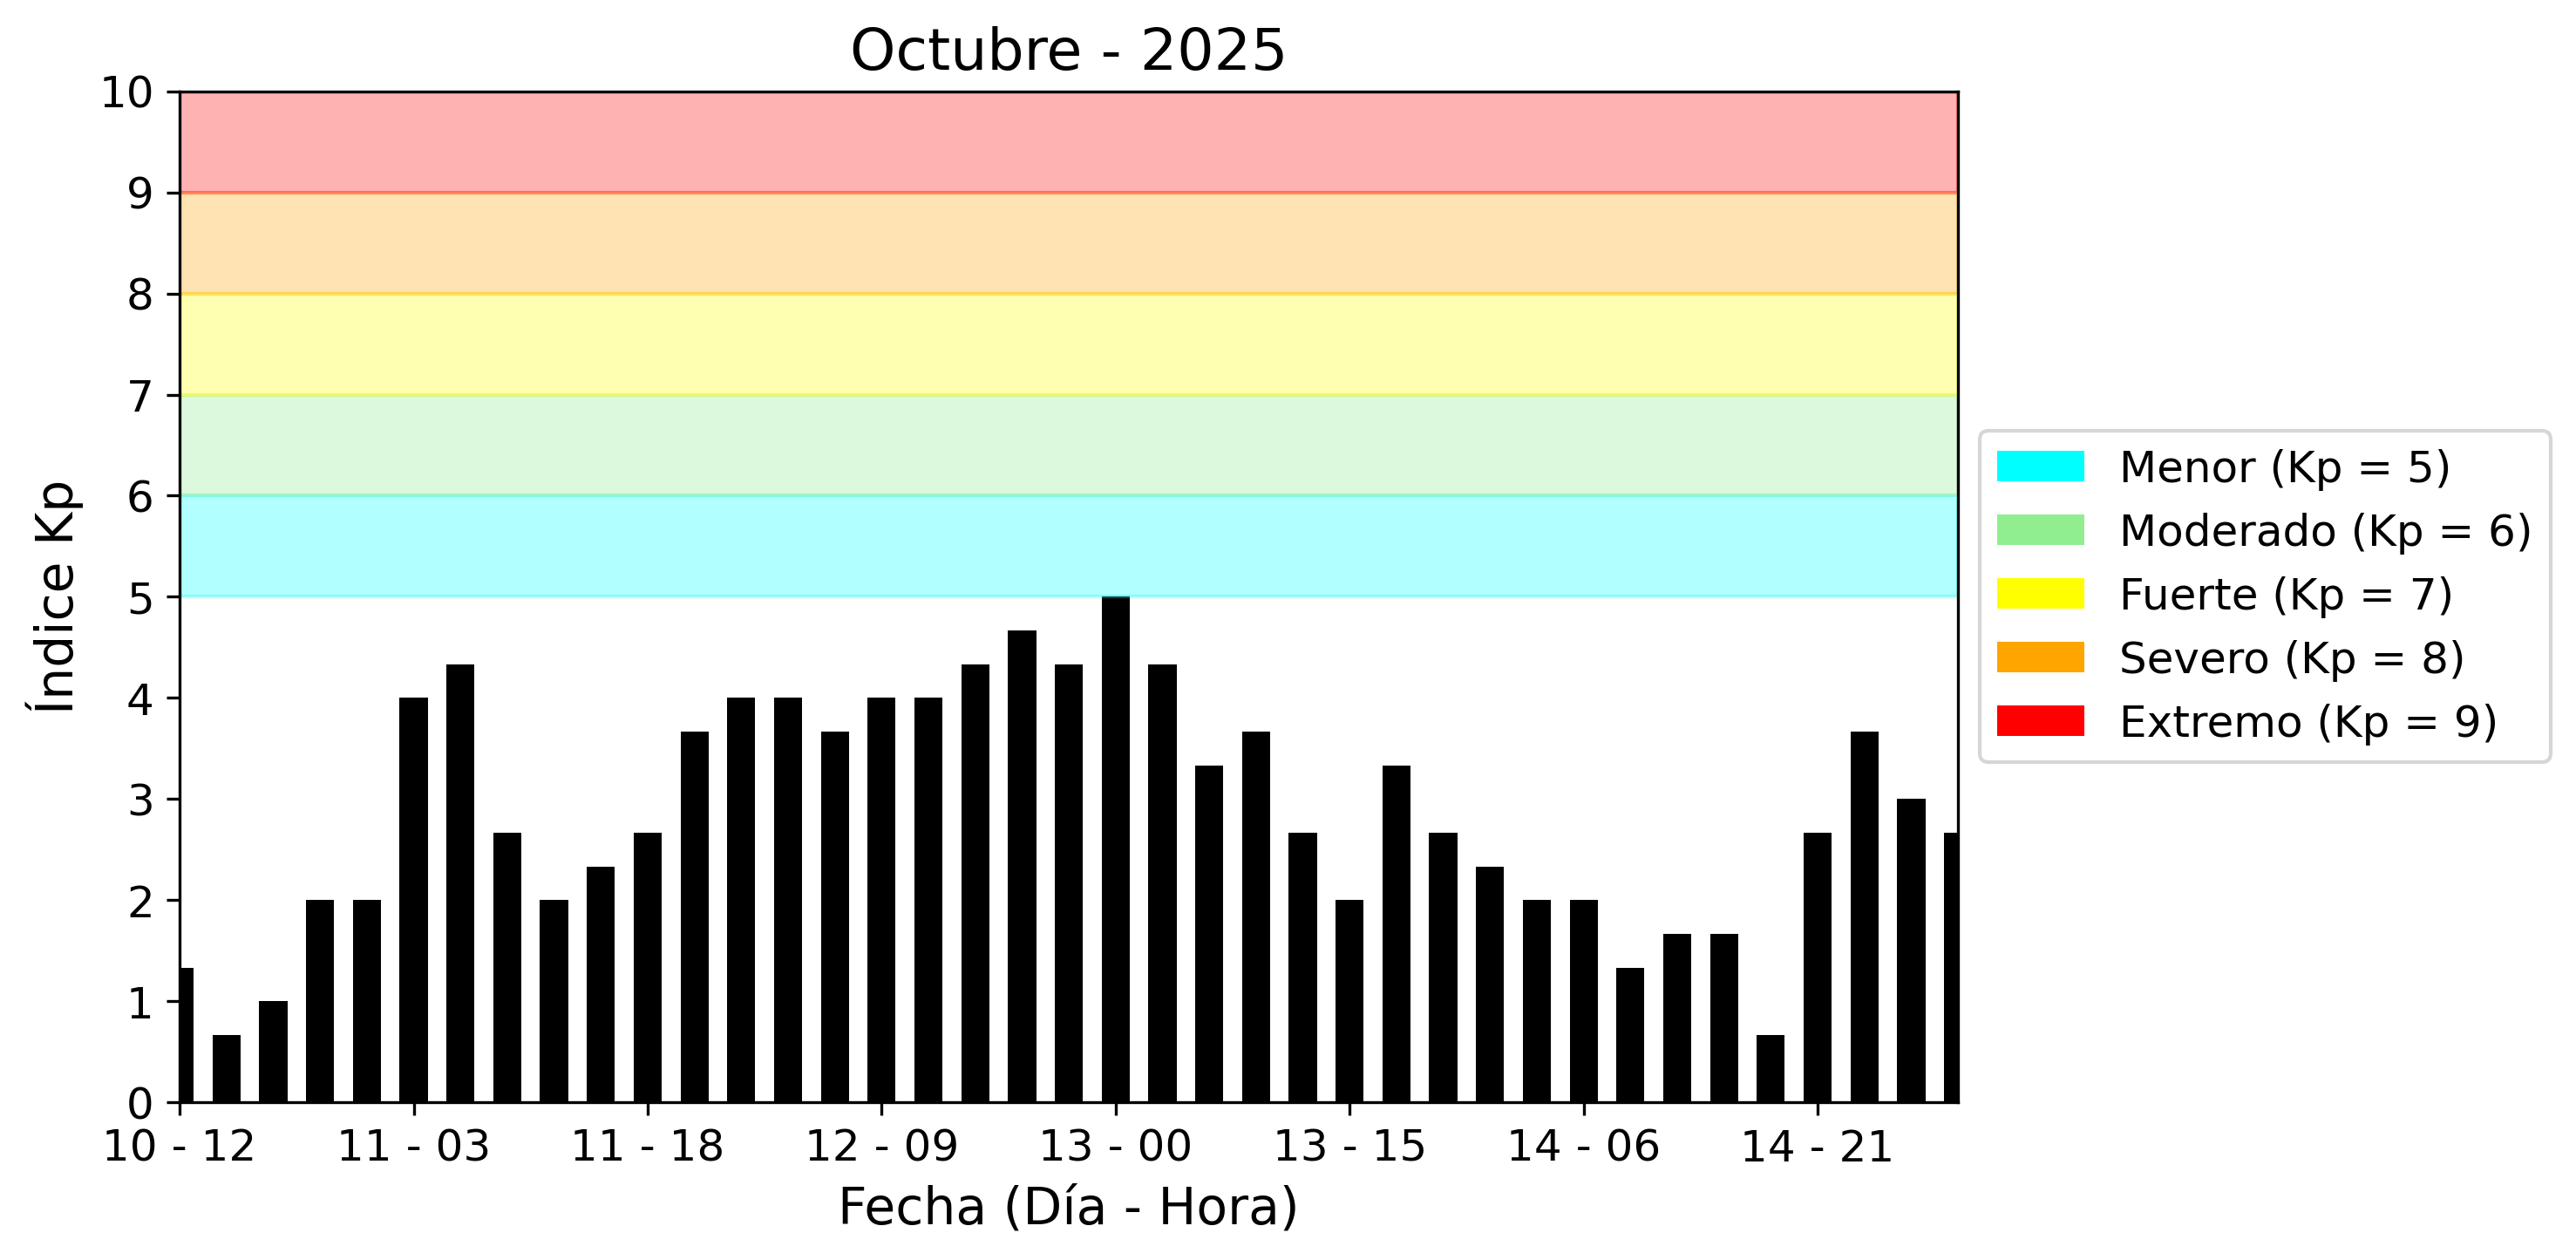 Octubre - 2025
10
9
8
7
6
5
4
3
2
1
0
Índice Kp
10 - 12
11 - 03
11 - 18
12 - 09
13 - 00
13 - 15
14 - 06
14 - 21
Fecha (Día - Hora)
Menor (Kp = 5)
Moderado (Kp = 6)
Fuerte (Kp = 7)
Severo (Kp = 8)
Extremo (Kp = 9)